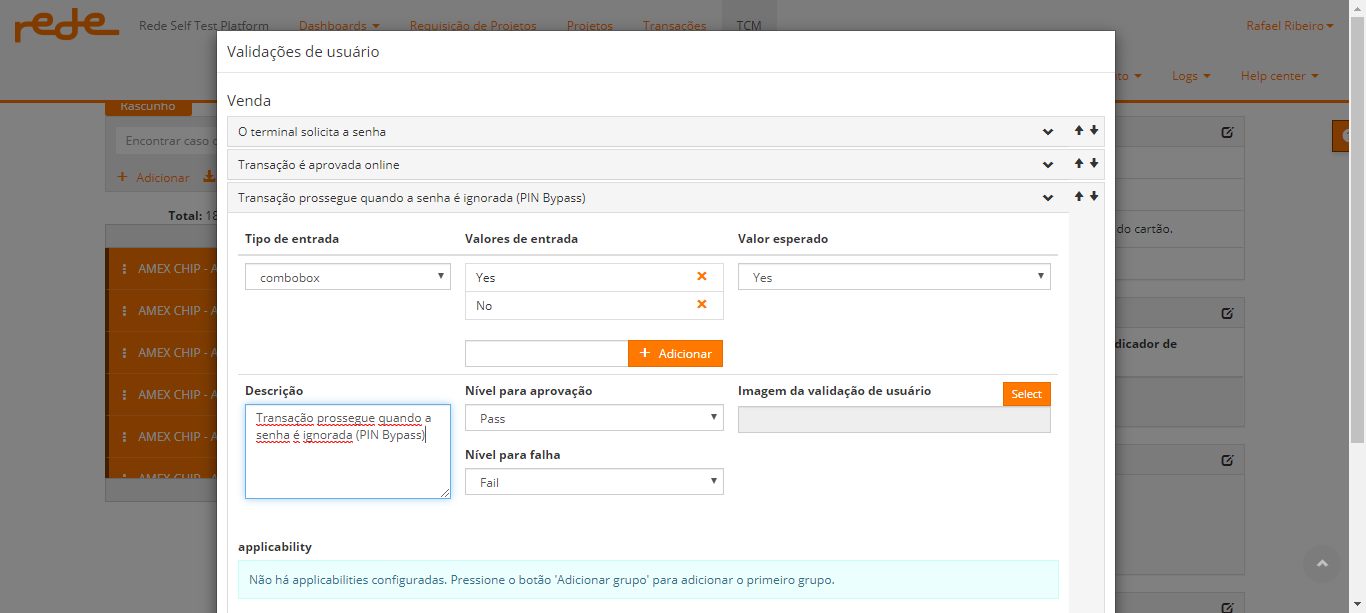 rede
Rede Self Test Platform
Dashboards
Requisição de Projetos
Projetos
Transações
TCM
Rafael Ribeiro
Logs
Help center
Rascunho
Encontrar caso
Adicionar
Total: 18
AMEX CHIP - A
AMEX CHIP - A
AMEX CHIP - A
AMEX CHIP - A
AMEX CHIP - A
AMEX CHIP -
do cartão.
Validações de usuário
Venda
O terminal solicita a senha
Transação é aprovada online
Transação prossegue quando a senha é ignorada (PIN Bypass)
Tipo de entrada
Valores de entrada
Valor esperado
combobox
Yes
Yes
No
Adicionar
Descrição
Nível para aprovação
Imagem da validação de usuário
Select
Transação prossegue quando a
senha é ignorada (PIN Bypass)
Pass
Nível para falha
Fail
applicability
Não há applicabilities configuradas. Pressione o botão 'Adicionar grupo' para adicionar o primeiro grupo.